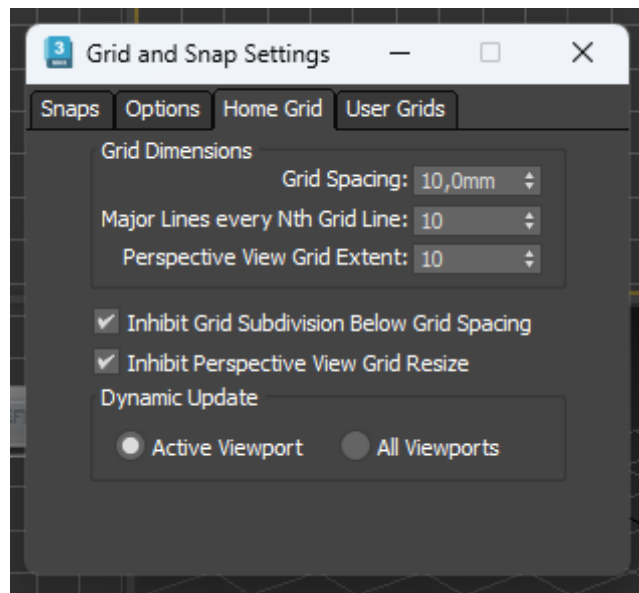 3
MAX
Grid and Snap Settings
Snaps Options Home Grid User Grids
Grid Dimensions
Grid Spacing: 10,0mm
Major Lines every Nth Grid Line: 10
Perspective View Grid Extent: 10
Inhibit Grid Subdivision Below Grid Spacing
Inhibit Perspective View Grid Resize
Dynamic Update
Active Viewport All Viewports